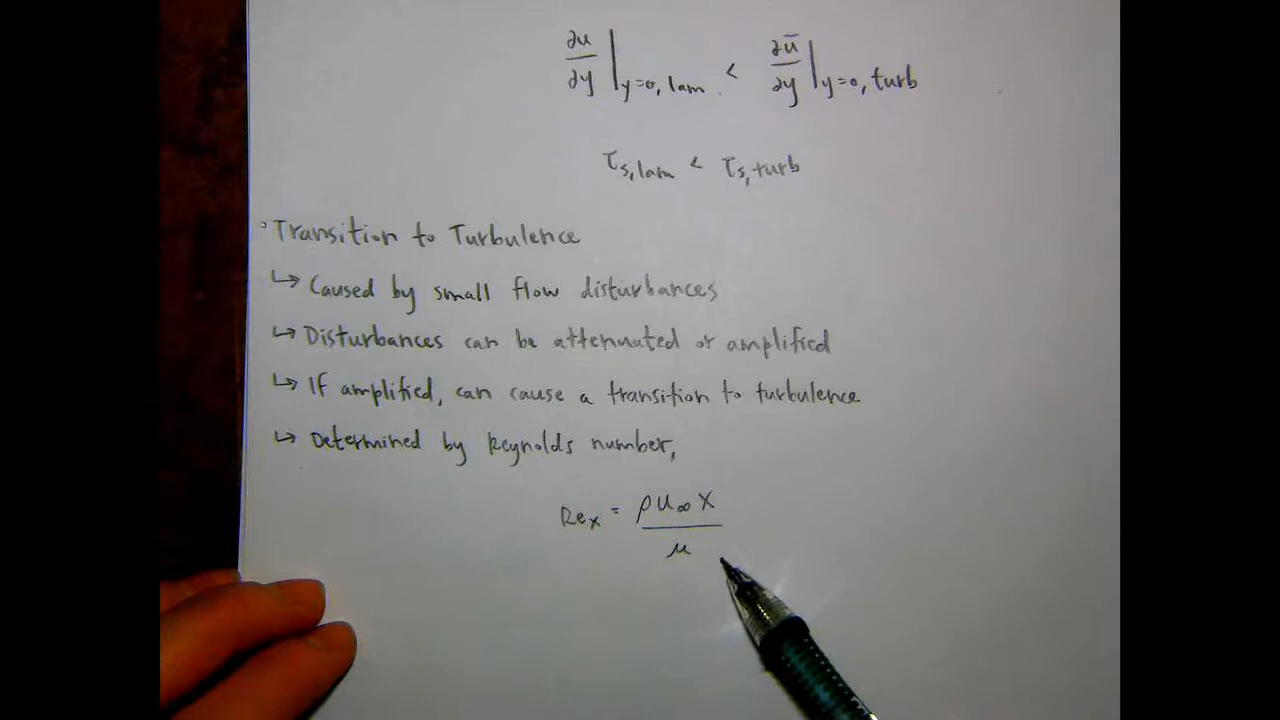 ∂u/∂y |y=0, lam < ∂ū/∂y |y=0, turb
τs,lam < τs,turb
◦ Transition to Turbulence
↳ Caused by small flow disturbances
↳ Disturbances can be attenuated or amplified
↳ If amplified, can cause a transition to turbulence
↳ Determined by Reynolds number,
Rex = ρu∞x / μ